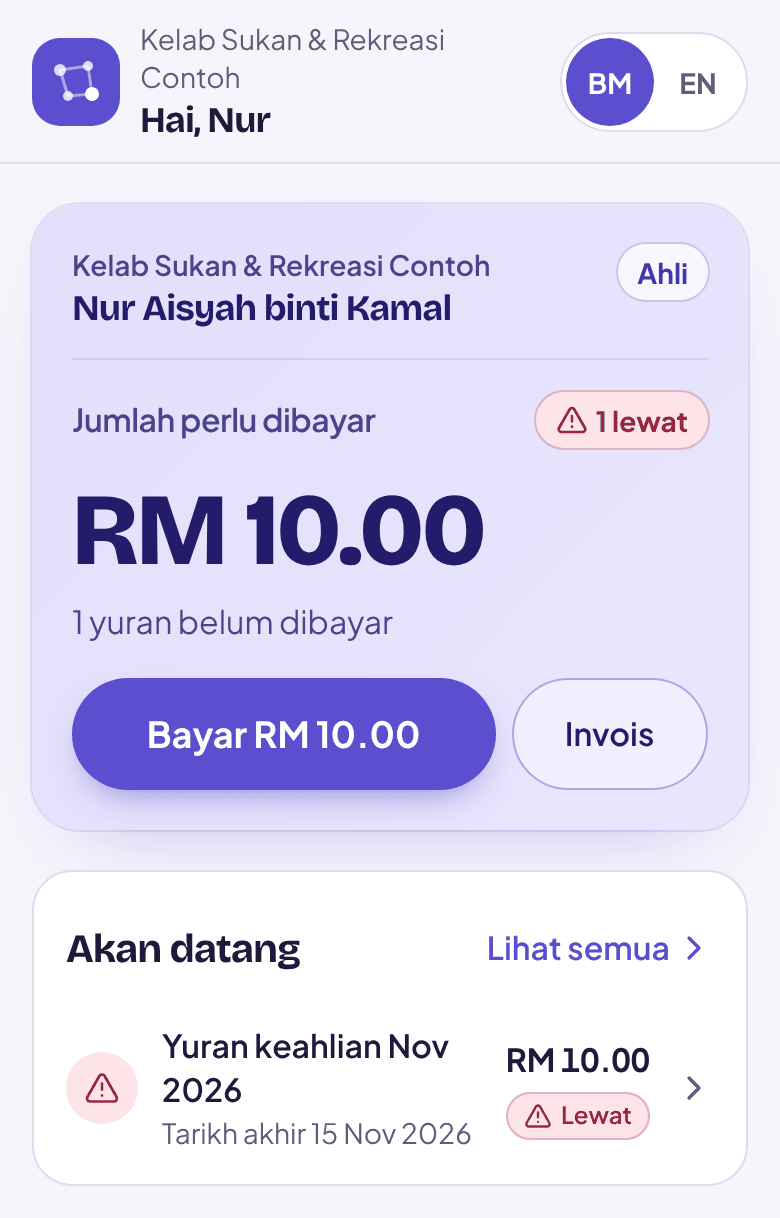 Kelab Sukan & Rekreasi
Contoh
Hai, Nur
BM EN
Kelab Sukan & Rekreasi Contoh
Ahli
Nur Aisyah binti Kamal
Jumlah perlu dibayar
1 lewat
RM 10.00
1 yuran belum dibayar
Bayar RM 10.00
Invois
Akan datang
Lihat semua
Yuran keahlian Nov
2026
Tarikh akhir 15 Nov 2026
RM 10.00
Lewat